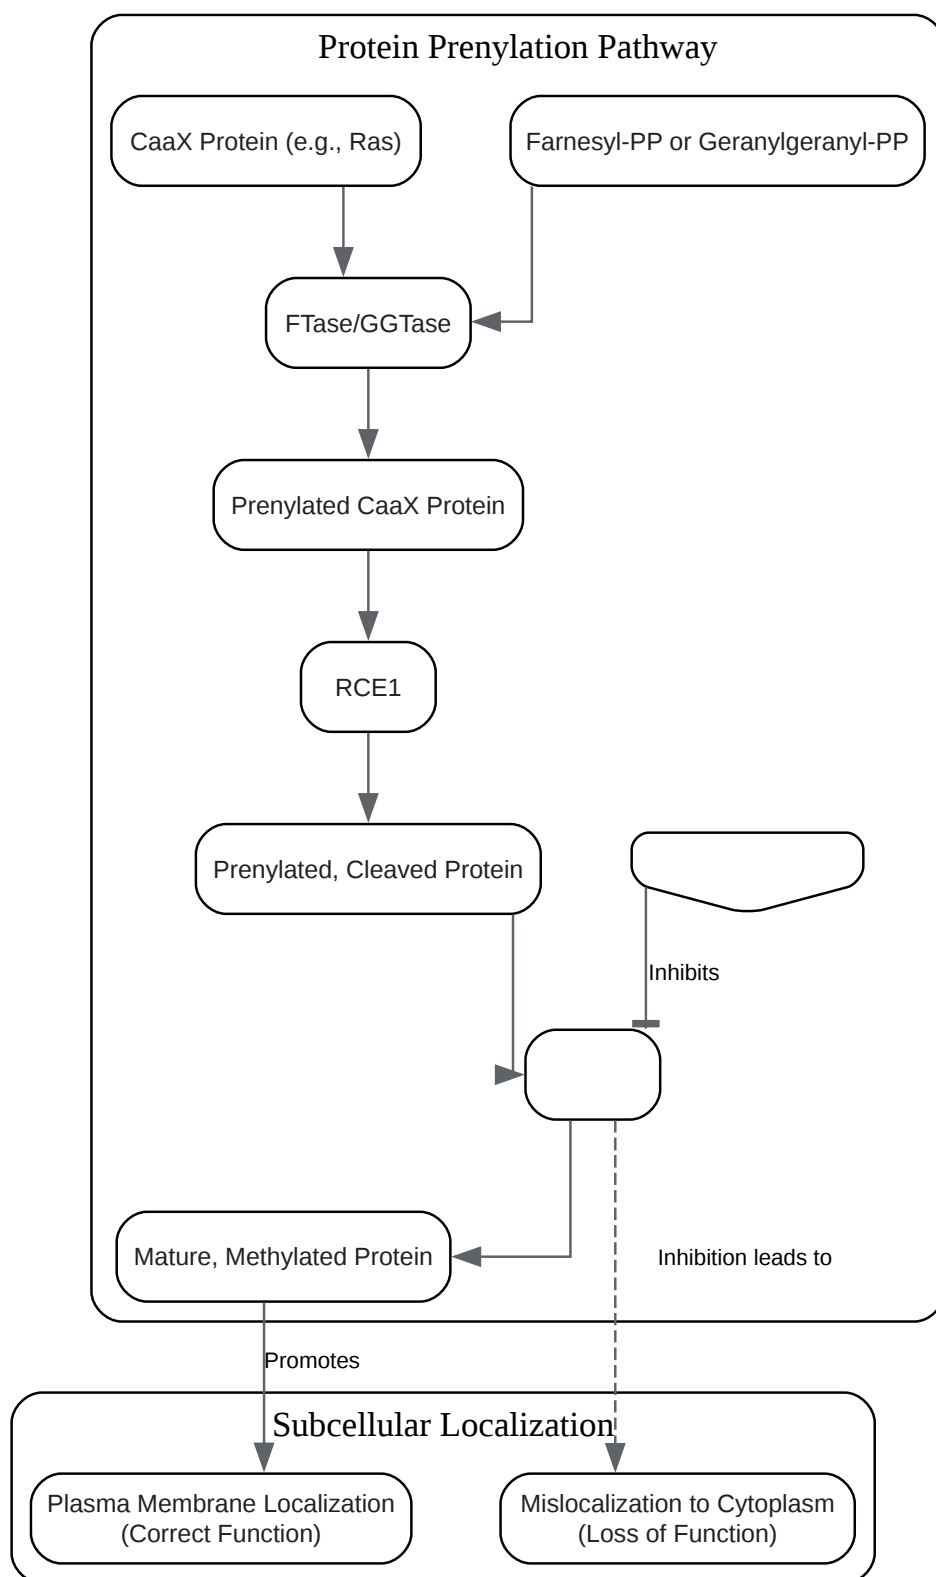 Protein Prenylation Pathway
CaaX Protein (e.g., Ras)
Farnesyl-PP or Geranylgeranyl-PP
FTase/GGTase
Prenylated CaaX Protein
RCE1
Prenylated, Cleaved Protein
Inhibits
Mature, Methylated Protein
Inhibition leads to
Promotes
Subcellular Localization
Plasma Membrane Localization
(Correct Function)
Mislocalization to Cytoplasm
(Loss of Function)